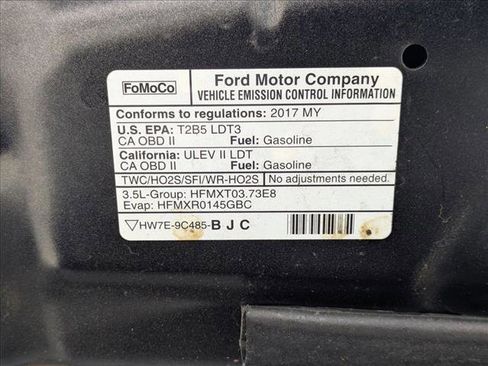 FoMoCo Ford Motor Company
VEHICLE EMISSION CONTROL INFORMATION
Conforms to regulations: 2017 MY
U.S. EPA: T2B5 LDT3
CA OBD II Fuel: Gasoline
California: ULEV II LDT
CA OBD II Fuel: Gasoline
TWC/HO2S/SFI/WR-HO2S No adjustments needed.
3.5L-Group: HFMXT03.73E8
Evap: HFMXR0145GBC
HW7E-9C485-B J C